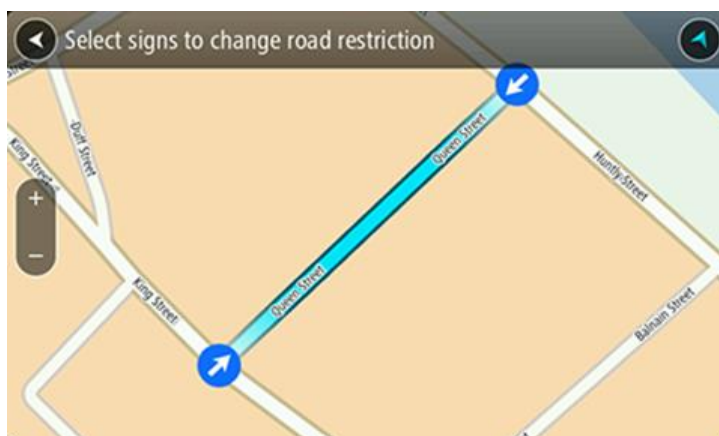 Select signs to change road restriction
Street
Duff Street
King Street
Queen Street
Huntly Street
+
−
Queen Street
King Street
Balnain Street